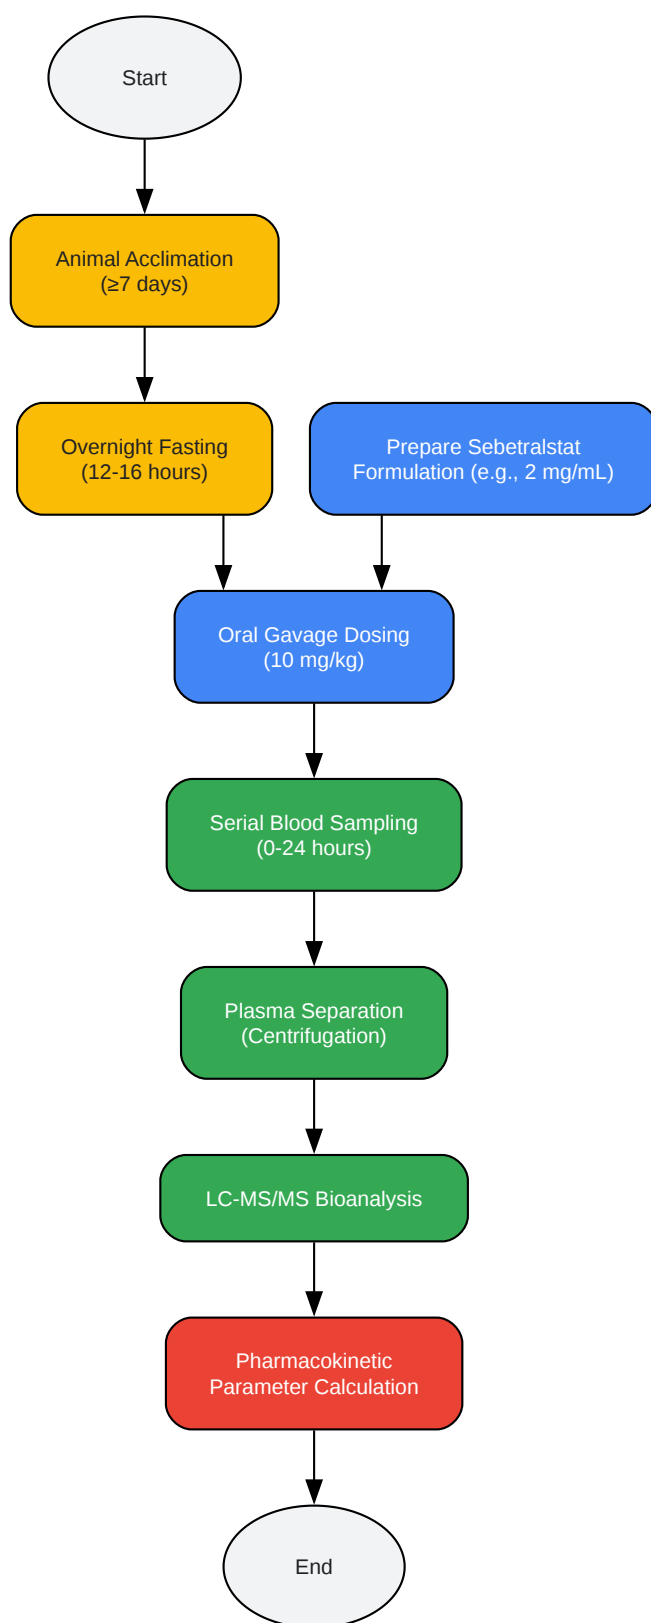 Start
Animal Acclimation
(≥7 days)
Overnight Fasting
(12-16 hours)
Prepare Sebetralstat
Formulation (e.g., 2 mg/mL)
Oral Gavage Dosing
(10 mg/kg)
Serial Blood Sampling
(0-24 hours)
Plasma Separation
(Centrifugation)
LC-MS/MS Bioanalysis
Pharmacokinetic
Parameter Calculation
End